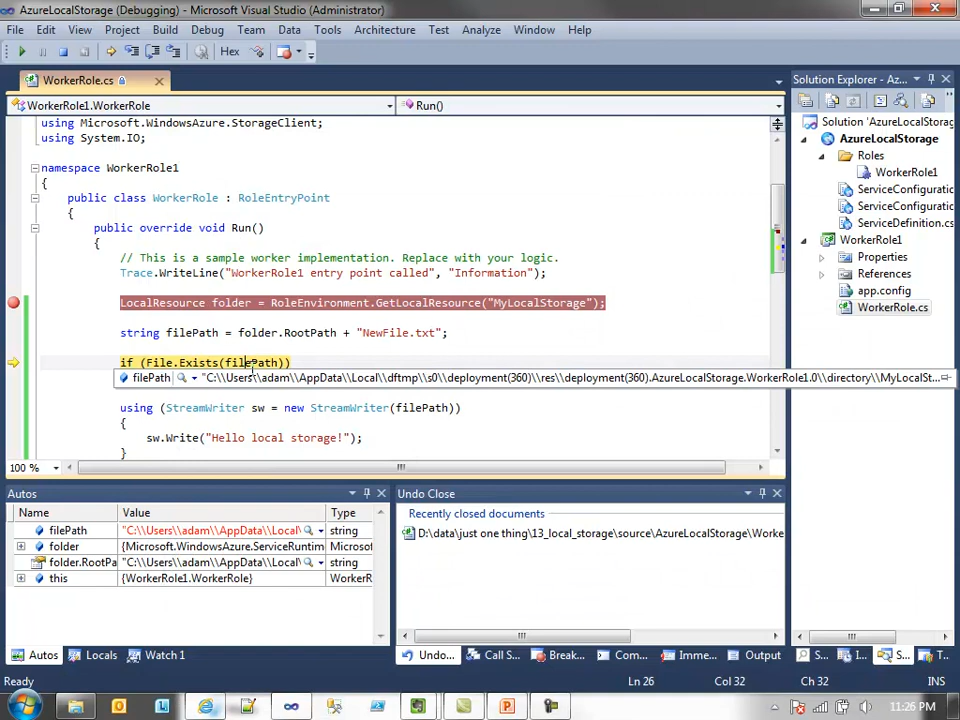 AzureLocalStorage (Debugging) - Microsoft Visual Studio (Administrator)
File Edit View Project Build Debug Team Data Tools Architecture Test Analyze Window Help
Hex
WorkerRole.cs
WorkerRole1.WorkerRole Run()
using Microsoft.WindowsAzure.StorageClient;
using System.IO;
namespace WorkerRole1
{
public class WorkerRole : RoleEntryPoint
{
public override void Run()
{
// This is a sample worker implementation. Replace with your logic.
Trace.WriteLine("WorkerRole1 entry point called", "Information");
LocalResource folder = RoleEnvironment.GetLocalResource("MyLocalStorage");
string filePath = folder.RootPath + "NewFile.txt";
if (File.Exists(filePath))
filePath "C:\\Users\\adam\\AppData\\Local\\dftmp\\s0\\deployment(360)\\res\\deployment(360).AzureLocalStorage.WorkerRole1.0\\directory\\MyLocalSt...
using (StreamWriter sw = new StreamWriter(filePath))
{
sw.Write("Hello local storage!");
}
100 %
Solution Explorer - Az...
Solution 'AzureLocalStorag
AzureLocalStorage
Roles
WorkerRole1
ServiceConfiguratic
ServiceConfiguratic
ServiceDefinition.cs
WorkerRole1
Properties
References
app.config
WorkerRole.cs
Autos
Name Value Type
filePath "C:\\Users\\adam\\AppData\\Local\ string
folder {Microsoft.WindowsAzure.ServiceRuntim Microsof
folder.RootPa "C:\\Users\\adam\\AppData\\Local\ string
this {WorkerRole1.WorkerRole} WorkerR
Autos Locals Watch 1
Undo Close
Recently closed documents
D:\data\just one thing\13_local_storage\source\AzureLocalStorage\Worke
Undo... Call S... Break... Com... Imme... Output
S... I... S... T...
Ready Ln 26 Col 32 Ch 32 INS
11:26 PM